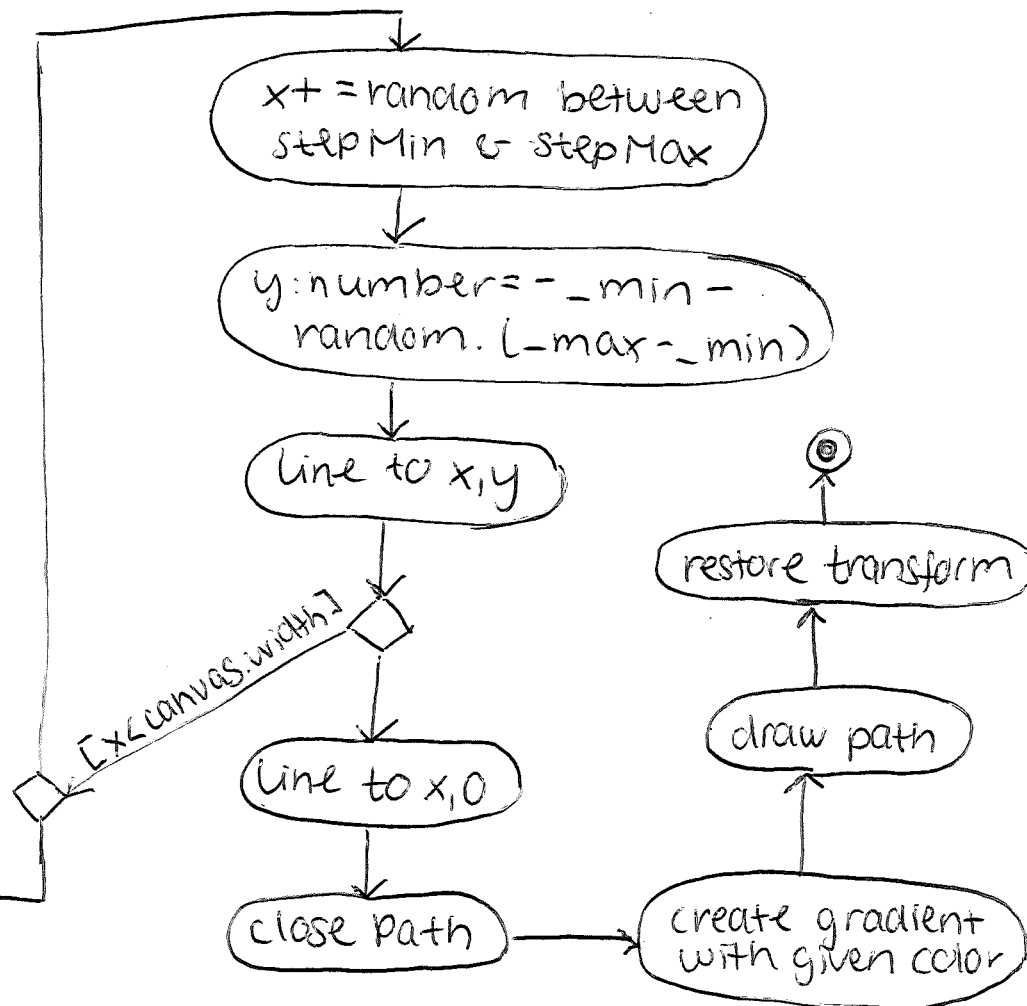 x+ = random between
stepMin & stepMax
y:number = - _min -
random. (_max - _min)
line to x,y
[x<canvas.width]
line to x,0
close path
create gradient
with given color
draw path
restore transform